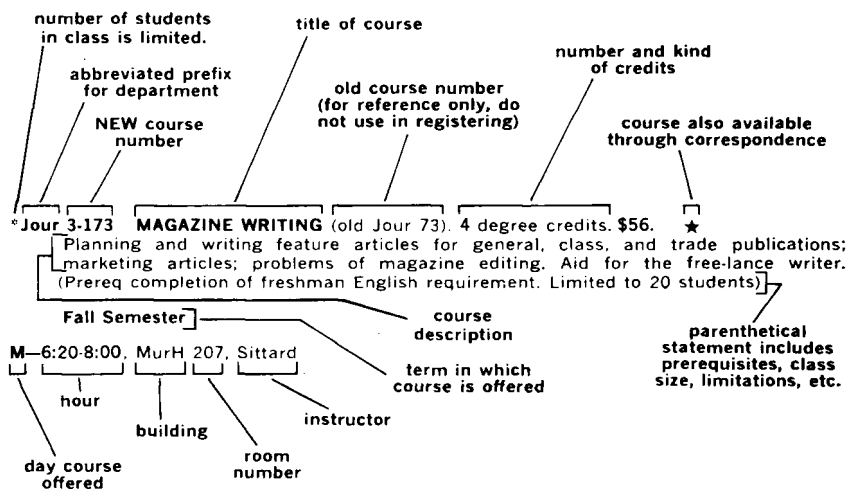 number of students
in class is limited.
title of course
number and kind
of credits
abbreviated prefix
for department
old course number
(for reference only, do
not use in registering)
NEW course
number
course also available
through correspondence
*Jour 3-173 MAGAZINE WRITING (old Jour 73). 4 degree credits. $56. ★
Planning and writing feature articles for general, class, and trade publications;
marketing articles; problems of magazine editing. Aid for the free-lance writer.
(Prereq completion of freshman English requirement. Limited to 20 students)
Fall Semester
course
description
parenthetical
statement includes
prerequisites, class
size, limitations, etc.
M—6:20-8:00, MurH 207, Sittard
term in which
course is offered
hour
instructor
building
room
number
day course
offered